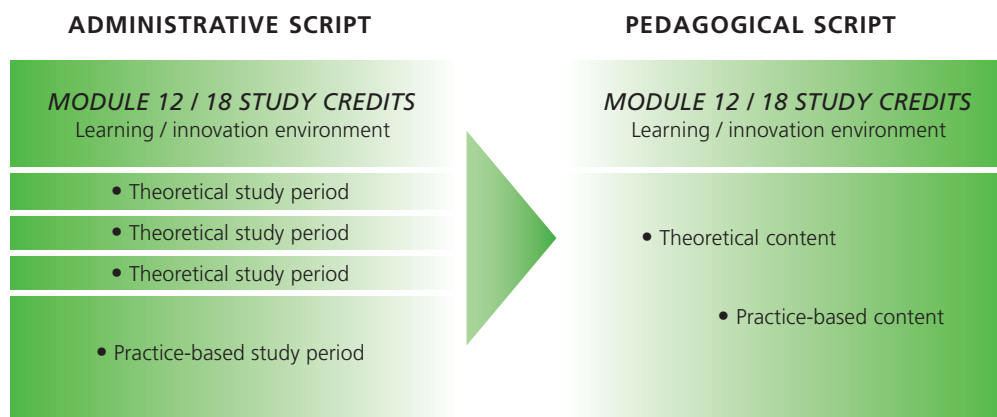 ADMINISTRATIVE SCRIPT
MODULE 12 / 18 STUDY CREDITS
Learning / innovation environment
• Theoretical study period
• Theoretical study period
• Theoretical study period
• Practice-based study period
PEDAGOGICAL SCRIPT
MODULE 12 / 18 STUDY CREDITS
Learning / innovation environment
• Theoretical content
• Practice-based content